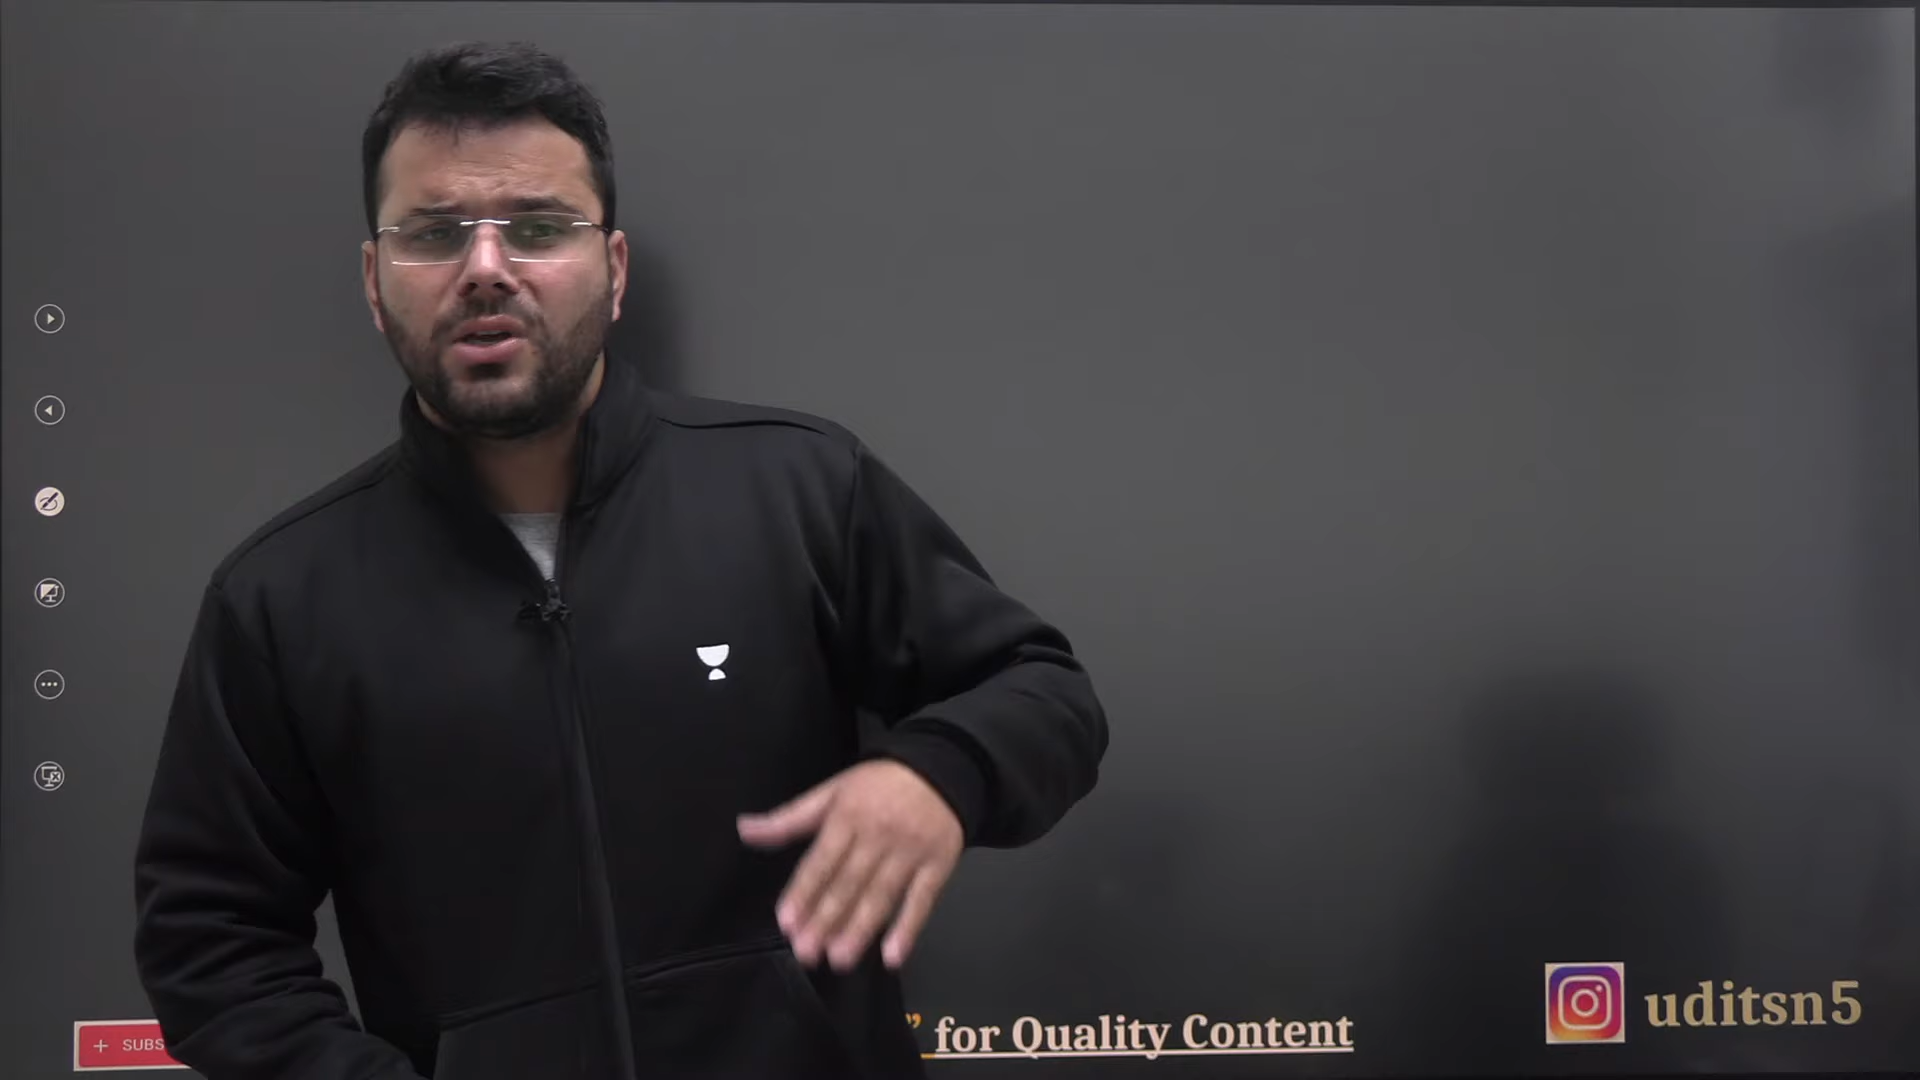 + SUBS
” for Quality Content
uditsn5